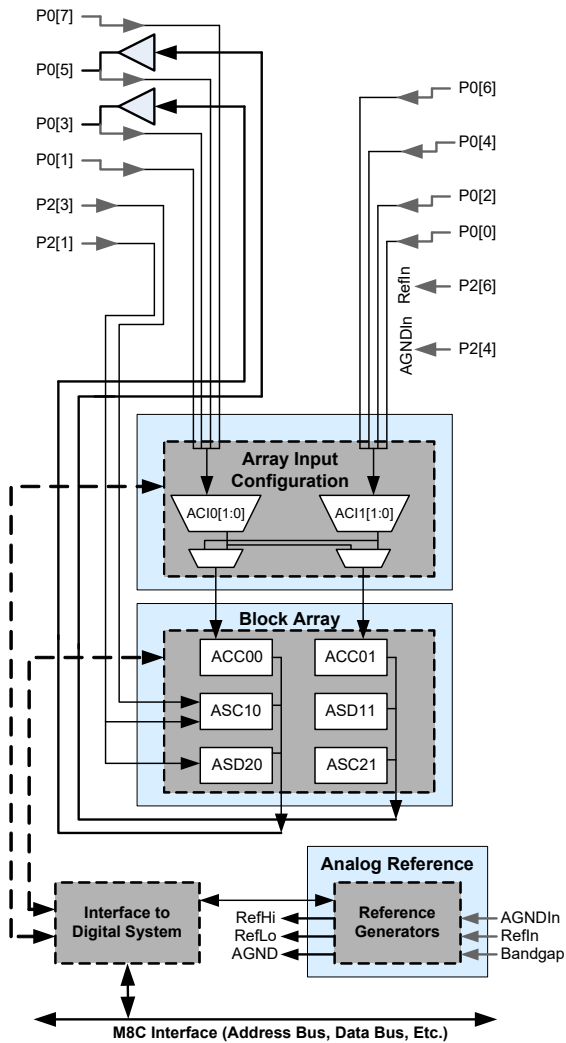 P0[7]
P0[5]
P0[3]
P0[1]
P2[3]
P2[1]
P0[6]
P0[4]
P0[2]
P0[0]
P2[6]
P2[4]
RefIn
AGNDIn
Array Input
Configuration
ACI0[1:0]
ACI1[1:0]
Block Array
ACC00
ACC01
ASC10
ASD11
ASD20
ASC21
Analog Reference
Interface to
Digital System
RefHi
RefLo
AGND
Reference
Generators
AGNDIn
RefIn
Bandgap
M8C Interface (Address Bus, Data Bus, Etc.)